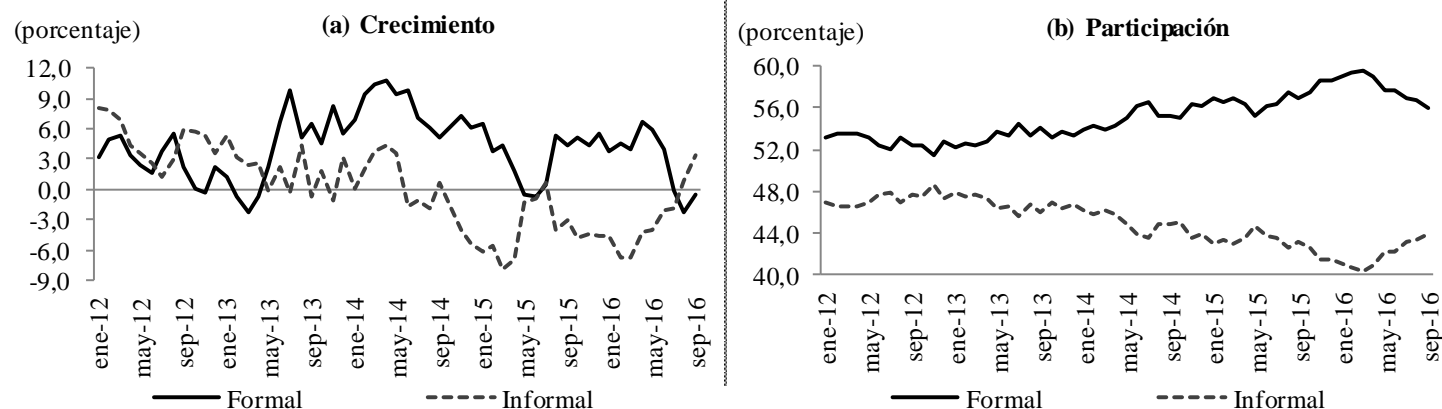 (a) Crecimiento
(porcentaje)
12,0
9,0
6,0
3,0
0,0
-3,0
-6,0
-9,0
ene-12
may-12
sep-12
ene-13
may-13
sep-13
ene-14
may-14
sep-14
ene-15
may-15
sep-15
ene-16
may-16
sep-16
Formal
Informal
(b) Participación
(porcentaje)
60,0
56,0
52,0
48,0
44,0
40,0
ene-12
may-12
sep-12
ene-13
may-13
sep-13
ene-14
may-14
sep-14
ene-15
may-15
sep-15
ene-16
may-16
sep-16
Formal
Informal